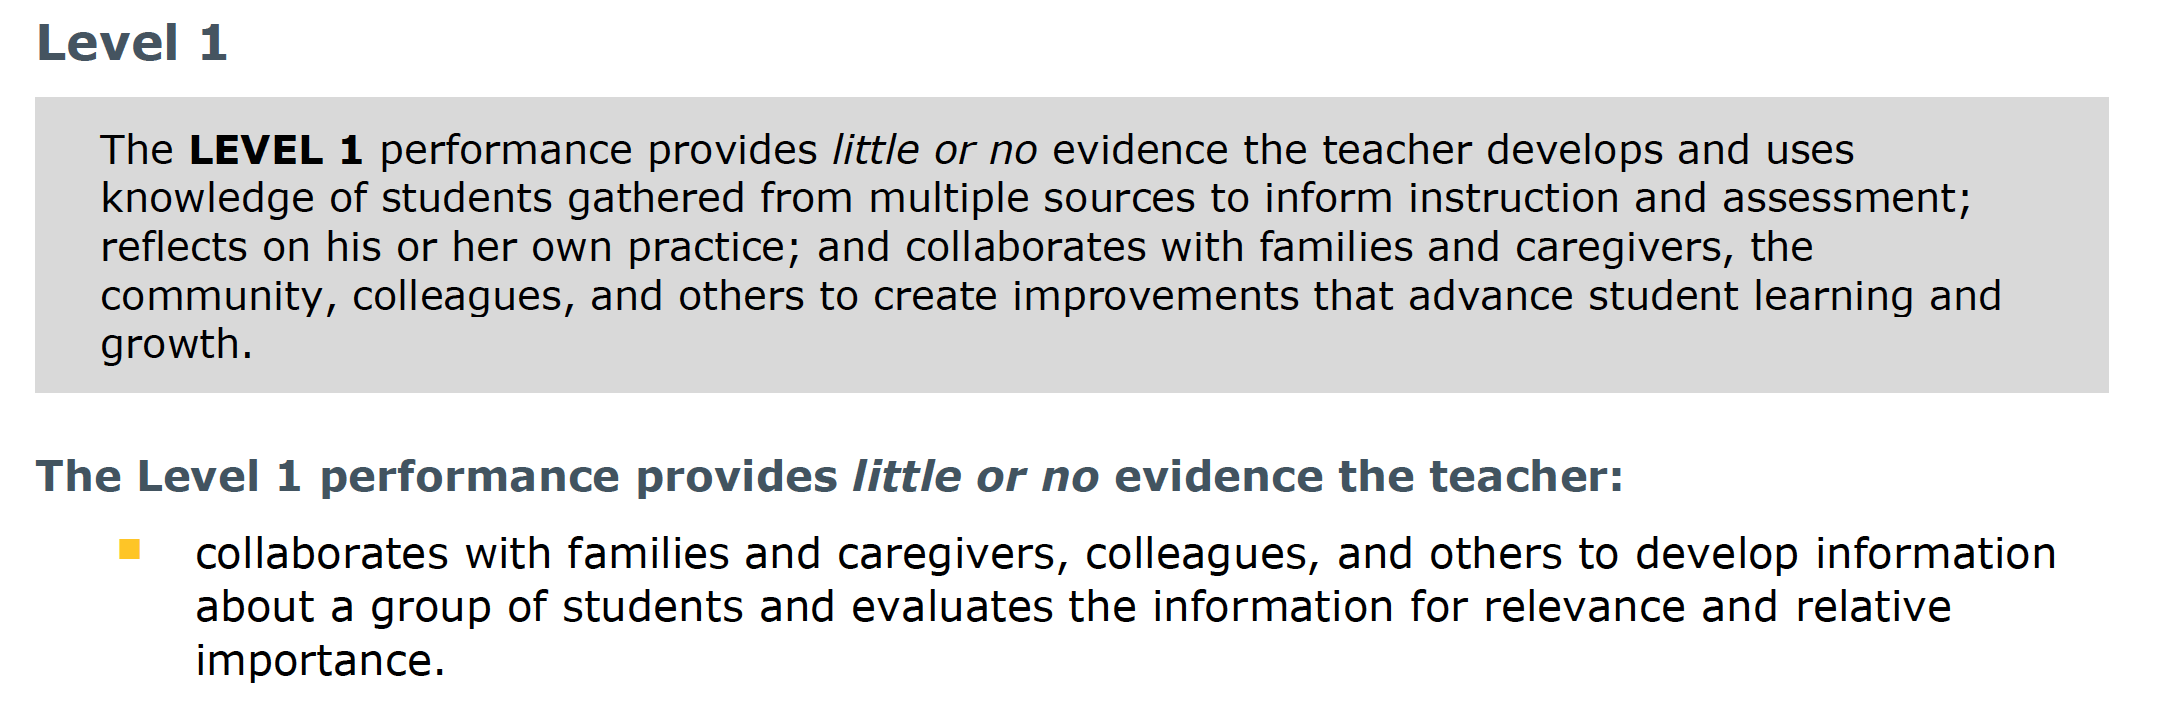 Level 1
The LEVEL 1 performance provides little or no evidence the teacher develops and uses
knowledge of students gathered from multiple sources to inform instruction and assessment;
reflects on his or her own practice; and collaborates with families and caregivers, the
community, colleagues, and others to create improvements that advance student learning and
growth.
The Level 1 performance provides little or no evidence the teacher:
collaborates with families and caregivers, colleagues, and others to develop information
about a group of students and evaluates the information for relevance and relative
importance.